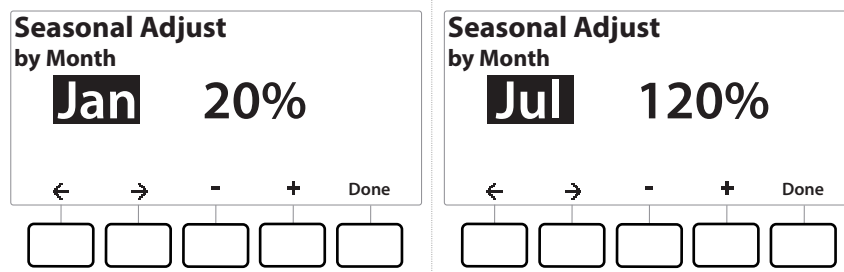 Seasonal Adjust
by Month
Jan 20%
← → - + Done
Seasonal Adjust
by Month
Jul 120%
← → - + Done